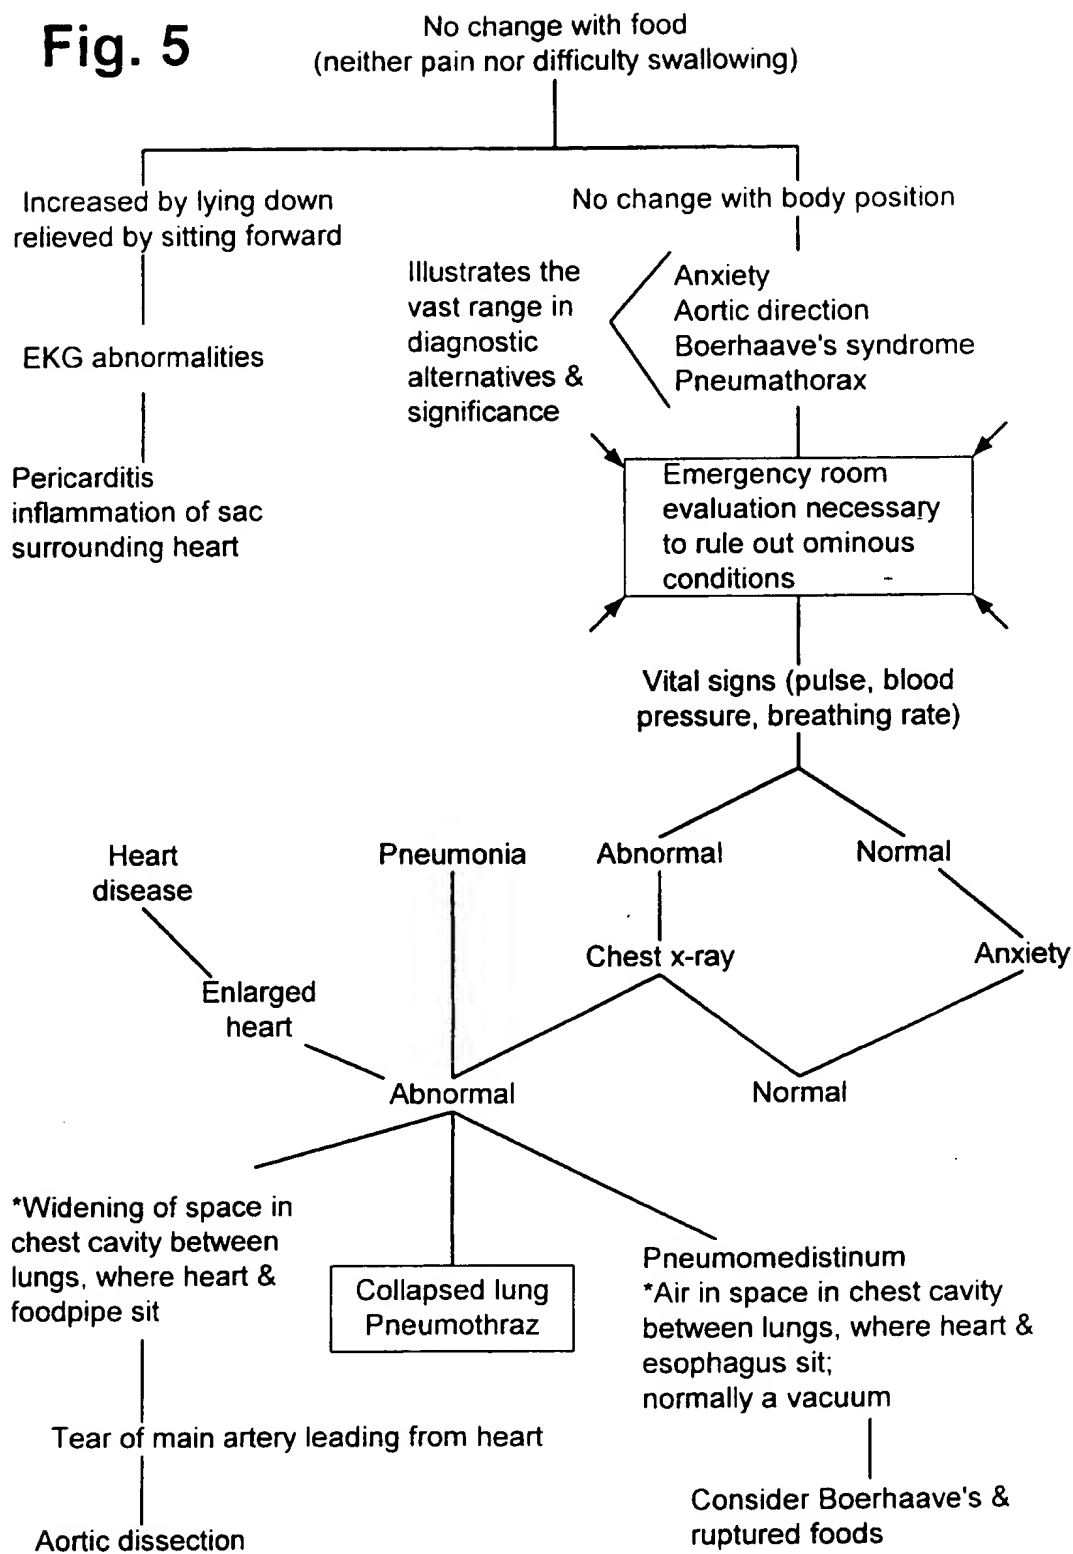 Fig. 5
No change with food
(neither pain nor difficulty swallowing)
Increased by lying down
relieved by sitting forward
No change with body position
EKG abnormalities
Illustrates the
vast range in
diagnostic
alternatives &
significance
Anxiety
Aortic direction
Boerhaave's syndrome
Pneumathorax
Pericarditis
inflammation of sac
surrounding heart
Emergency room
evaluation necessary
to rule out ominous
conditions
Vital signs (pulse, blood
pressure, breathing rate)
Heart
disease
Pneumonia
Abnormal
Normal
Chest x-ray
Anxiety
Enlarged
heart
Abnormal
Normal
*Widening of space in
chest cavity between
lungs, where heart &
foodpipe sit
Collapsed lung
Pneumothraz
Pneumomedistinum
*Air in space in chest cavity
between lungs, where heart &
esophagus sit;
normally a vacuum
Tear of main artery leading from heart
Aortic dissection
Consider Boerhaave's &
ruptured foods